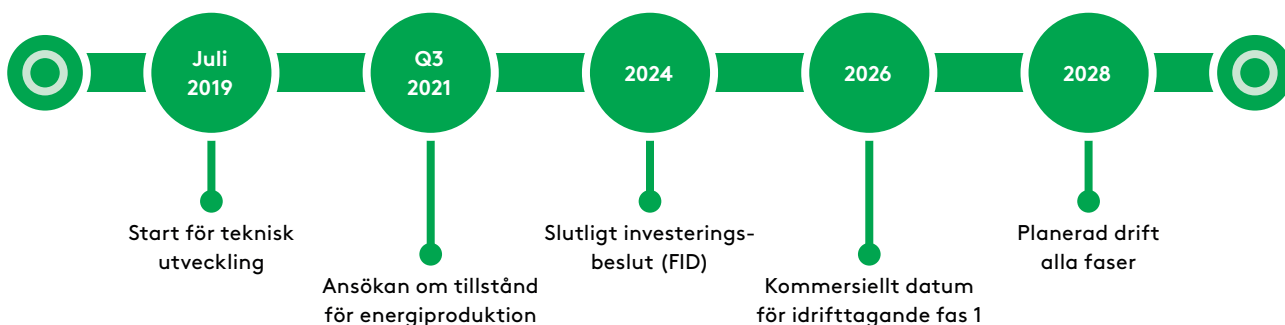 Juli
2019
Q3
2021
2024
2026
2028
Start för teknisk
utveckling
Ansökan om tillstånd
för energiproduktion
Slutligt investerings-
beslut (FID)
Kommersiellt datum
för idrifttagande fas 1
Planerad drift
alla faser